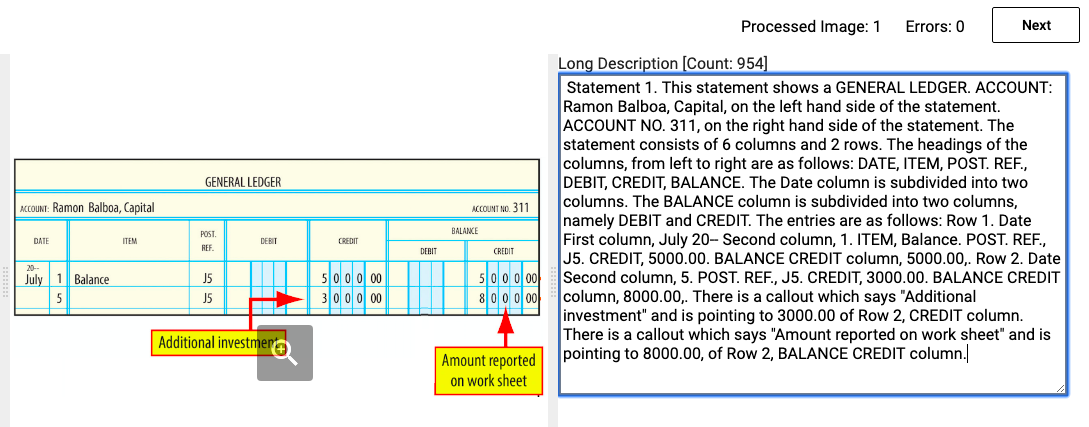 Processed Image: 1 Errors: 0 Next
Long Description [Count: 954]
Statement 1. This statement shows a GENERAL LEDGER. ACCOUNT:
Ramon Balboa, Capital, on the left hand side of the statement.
ACCOUNT NO. 311, on the right hand side of the statement. The
statement consists of 6 columns and 2 rows. The headings of the
columns, from left to right are as follows: DATE, ITEM, POST. REF.,
DEBIT, CREDIT, BALANCE. The Date column is subdivided into two
columns. The BALANCE column is subdivided into two columns,
namely DEBIT and CREDIT. The entries are as follows: Row 1. Date
First column, July 20-- Second column, 1. ITEM, Balance. POST. REF.,
J5. CREDIT, 5000.00. BALANCE CREDIT column, 5000.00,. Row 2. Date
Second column, 5. POST. REF., J5. CREDIT, 3000.00. BALANCE CREDIT
column, 8000.00,. There is a callout which says "Additional
investment" and is pointing to 3000.00 of Row 2, CREDIT column.
There is a callout which says "Amount reported on work sheet" and is
pointing to 8000.00, of Row 2, BALANCE CREDIT column.
GENERAL LEDGER
ACCOUNT: Ramon Balboa, Capital ACCOUNT NO. 311
DATE ITEM POST. REF. DEBIT CREDIT BALANCE
DEBIT CREDIT
20--
July 1 Balance J5 5 0 0 0 00 5 0 0 0 00
5 J5 3 0 0 0 00 8 0 0 0 00
Additional investment
Amount reported
on work sheet